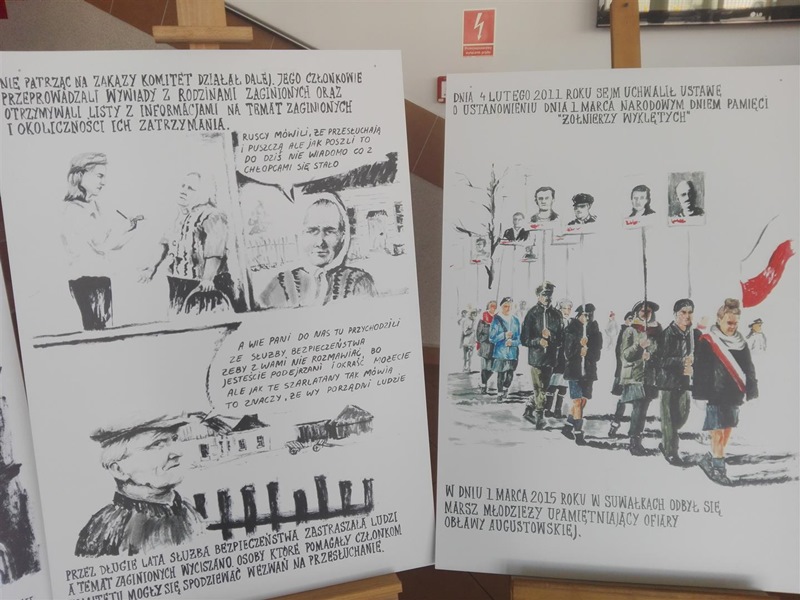 NIE PATRZĄC NA ZAKAZY KOMITET DZIAŁAŁ DALEJ. JEGO CZŁONKOWIE
PRZEPROWADZALI WYWIADY Z RODZINAMI ZAGINIONYCH ORAZ
OTRZYMYWALI LISTY Z INFORMACJAMI NA TEMAT ZAGINIONYCH
I OKOLICZNOŚCI ICH ZATRZYMANIA.
RUSCY MÓWILI, ŻE PRZESŁUCHAJĄ
I PUSZCZĄ ALE JAK POSZLI TO
DO DZIŚ NIE WIADOMO CO Z
CHŁOPCAMI SIĘ STAŁO
A WIE PANI DO NAS TU PRZYCHODZILI
ZE SŁUŻBY BEZPIECZEŃSTWA
ŻEBY Z WAMI NIE ROZMAWIAĆ, BO
JESTEŚCIE PODEJRZANI I OKRAŚĆ MOŻECIE
ALE JAK TE SZARLATANY TAK MÓWIĄ
TO ZNACZY, ŻE WY PORZĄDNI LUDZIE
PRZEZ DŁUGIE LATA SŁUŻBA BEZPIECZEŃSTWA ZASTRASZAŁA LUDZI
A TEMAT ZAGINIONYCH WYCISZANO. OSOBY KTÓRE POMAGAŁY CZŁONKOM
KOMITETU MOGŁY SIĘ SPODZIEWAĆ WEZWAŃ NA PRZESŁUCHANIE.
DNIA 4 LUTEGO 2011 ROKU SEJM UCHWALIŁ USTAWĘ
O USTANOWIENIU DNIA 1 MARCA NARODOWYM DNIEM PAMIĘCI
"ŻOŁNIERZY WYKLĘTYCH"
W DNIU 1 MARCA 2015 ROKU W SUWAŁKACH ODBYŁ SIĘ
MARSZ MŁODZIEŻY UPAMIĘTNIAJĄCY OFIARY
OBŁAWY AUGUSTOWSKIEJ.